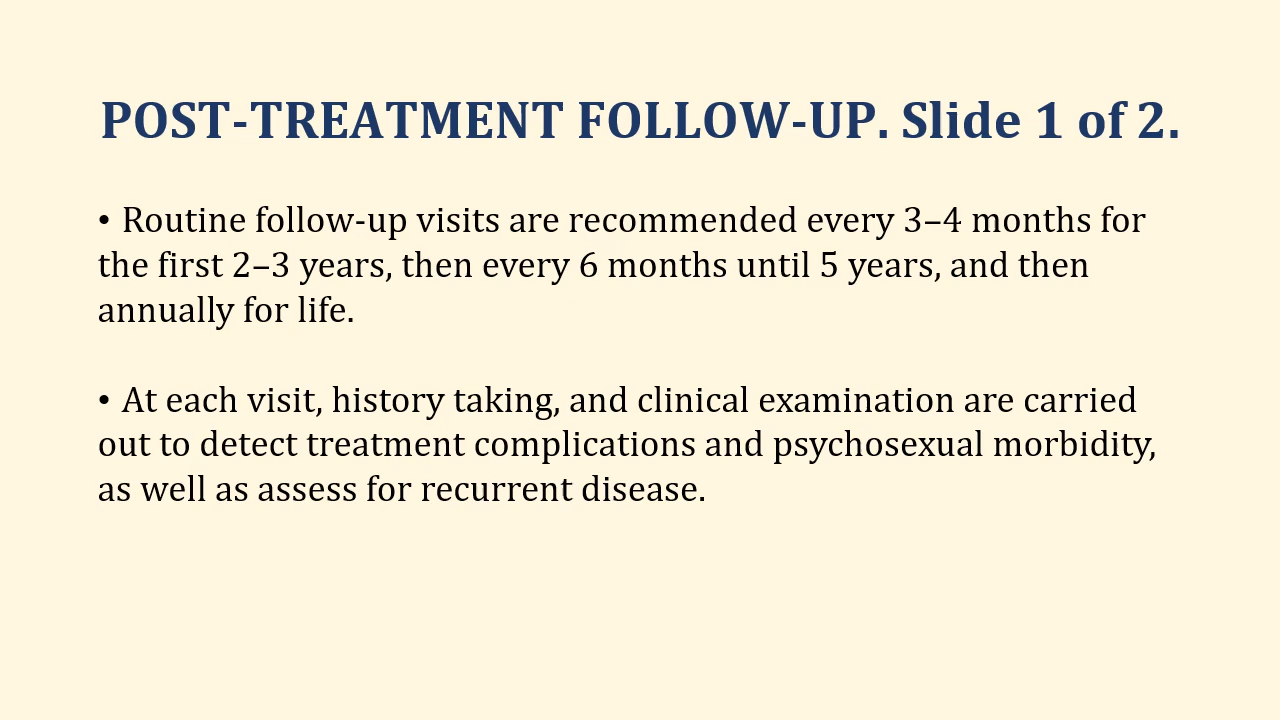 POST-TREATMENT FOLLOW-UP. Slide 1 of 2.
• Routine follow-up visits are recommended every 3–4 months for
the first 2–3 years, then every 6 months until 5 years, and then
annually for life.
• At each visit, history taking, and clinical examination are carried
out to detect treatment complications and psychosexual morbidity,
as well as assess for recurrent disease.